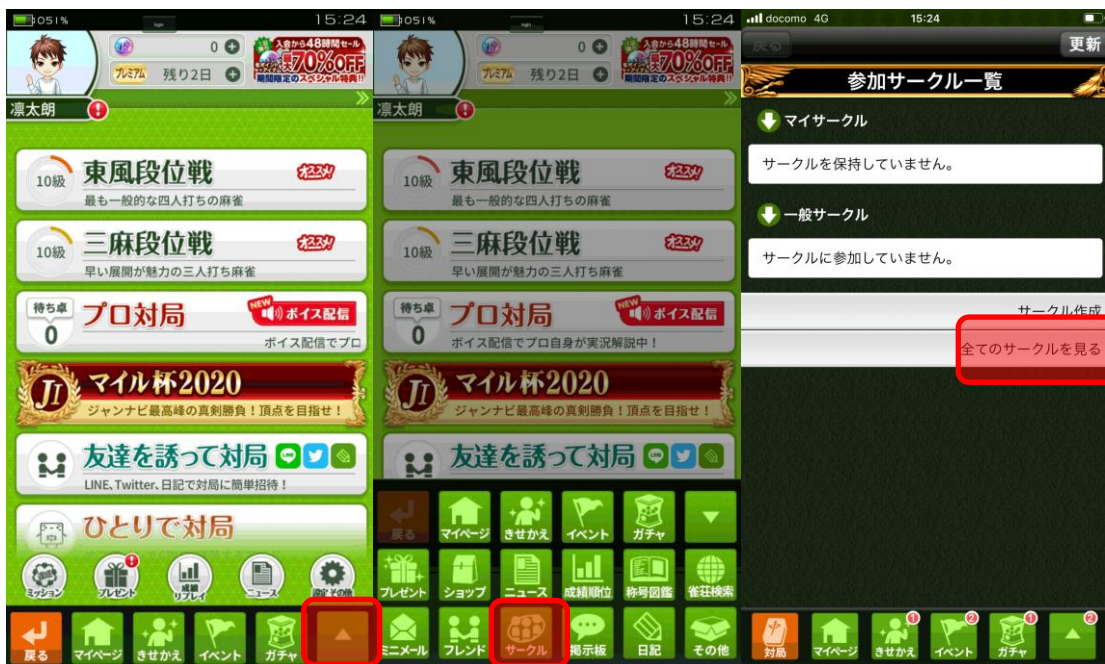 051%
15:24
0
プレミアム 残り2日
入会から48時間セール
70%OFF
期間限定のスペシャル特典!!
凛太朗
10級
東風段位戦
オススメ
最も一般的な四人打ちの麻雀
10級
三麻段位戦
オススメ
早い展開が魅力の三人打ち麻雀
待ち卓
0
プロ対局
NEW
ボイス配信
ボイス配信でプロ
マイル杯2020
ジャンナビ最高峰の真剣勝負！頂点を目指せ！
友達を誘って対局
LINE、Twitter、日記で対局に簡単招待！
ひとりで対局
ミッション
プレゼント
成績リプレイ
ニュース
設定 その他
戻る
マイページ
きせかえ
イベント
ガチャ
051%
15:24
0
プレミアム 残り2日
入会から48時間セール
70%OFF
期間限定のスペシャル特典!!
凛太朗
10級
東風段位戦
オススメ
最も一般的な四人打ちの麻雀
10級
三麻段位戦
オススメ
早い展開が魅力の三人打ち麻雀
待ち卓
0
プロ対局
NEW
ボイス配信
ボイス配信でプロ自身が実況解説中！
マイル杯2020
ジャンナビ最高峰の真剣勝負！頂点を目指せ！
友達を誘って対局
LINE、Twitter、日記で対局に簡単招待！
戻る
マイページ
きせかえ
イベント
ガチャ
プレゼント
ショップ
ニュース
成績順位
称号図鑑
雀荘検索
ミニメール
フレンド
サークル
掲示板
日記
その他
docomo 4G
15:24
戻る
更新
参加サークル一覧
マイサークル
サークルを保持していません。
一般サークル
サークルに参加していません。
サークル作成
全てのサークルを見る
対局
マイページ
きせかえ
1
イベント
2
ガチャ
1
2